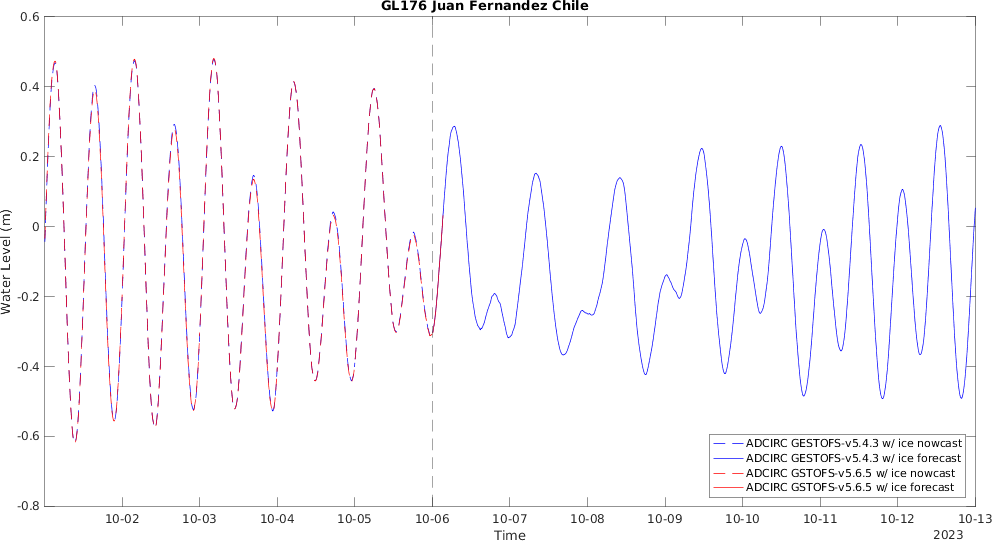 GL176 Juan Fernandez Chile
0.6
0.4
0.2
0
-0.2
-0.4
-0.6
-0.8
Water Level (m)
10-02 10-03 10-04 10-05 10-06 10-07 10-08 10-09 10-10 10-11 10-12 10-13
Time
2023
ADCIRC GESTOFS-v5.4.3 w/ ice nowcast
ADCIRC GESTOFS-v5.4.3 w/ ice forecast
ADCIRC GSTOFS-v5.6.5 w/ ice nowcast
ADCIRC GSTOFS-v5.6.5 w/ ice forecast